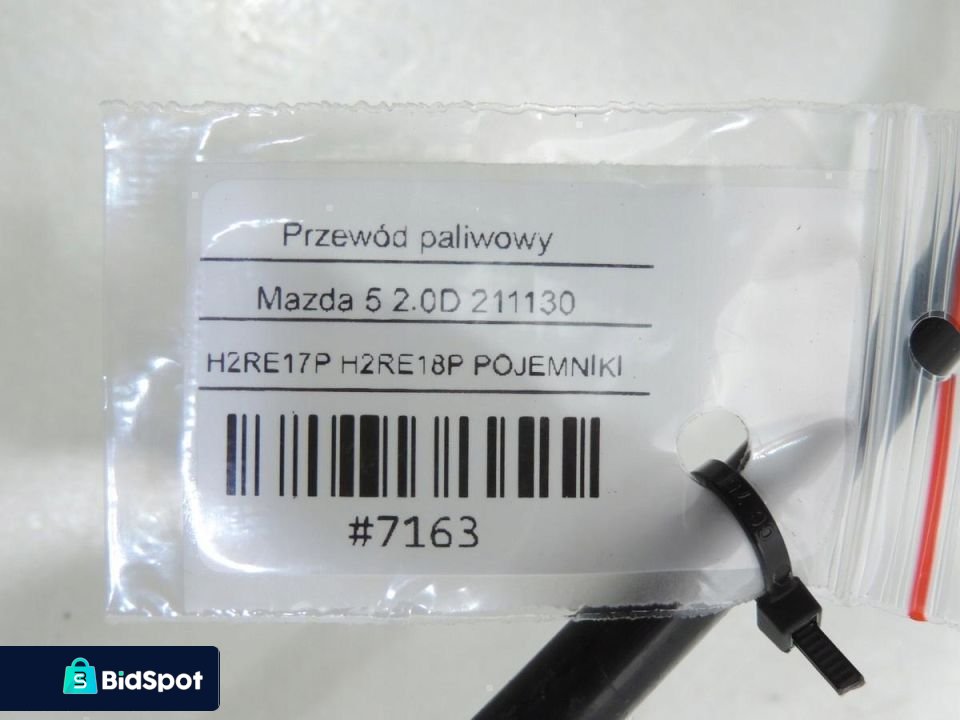 Przewód paliwowy
Mazda 5 2.0D 211130
H2RE17P H2RE18P POJEMNIKI
#7163
BidSpot